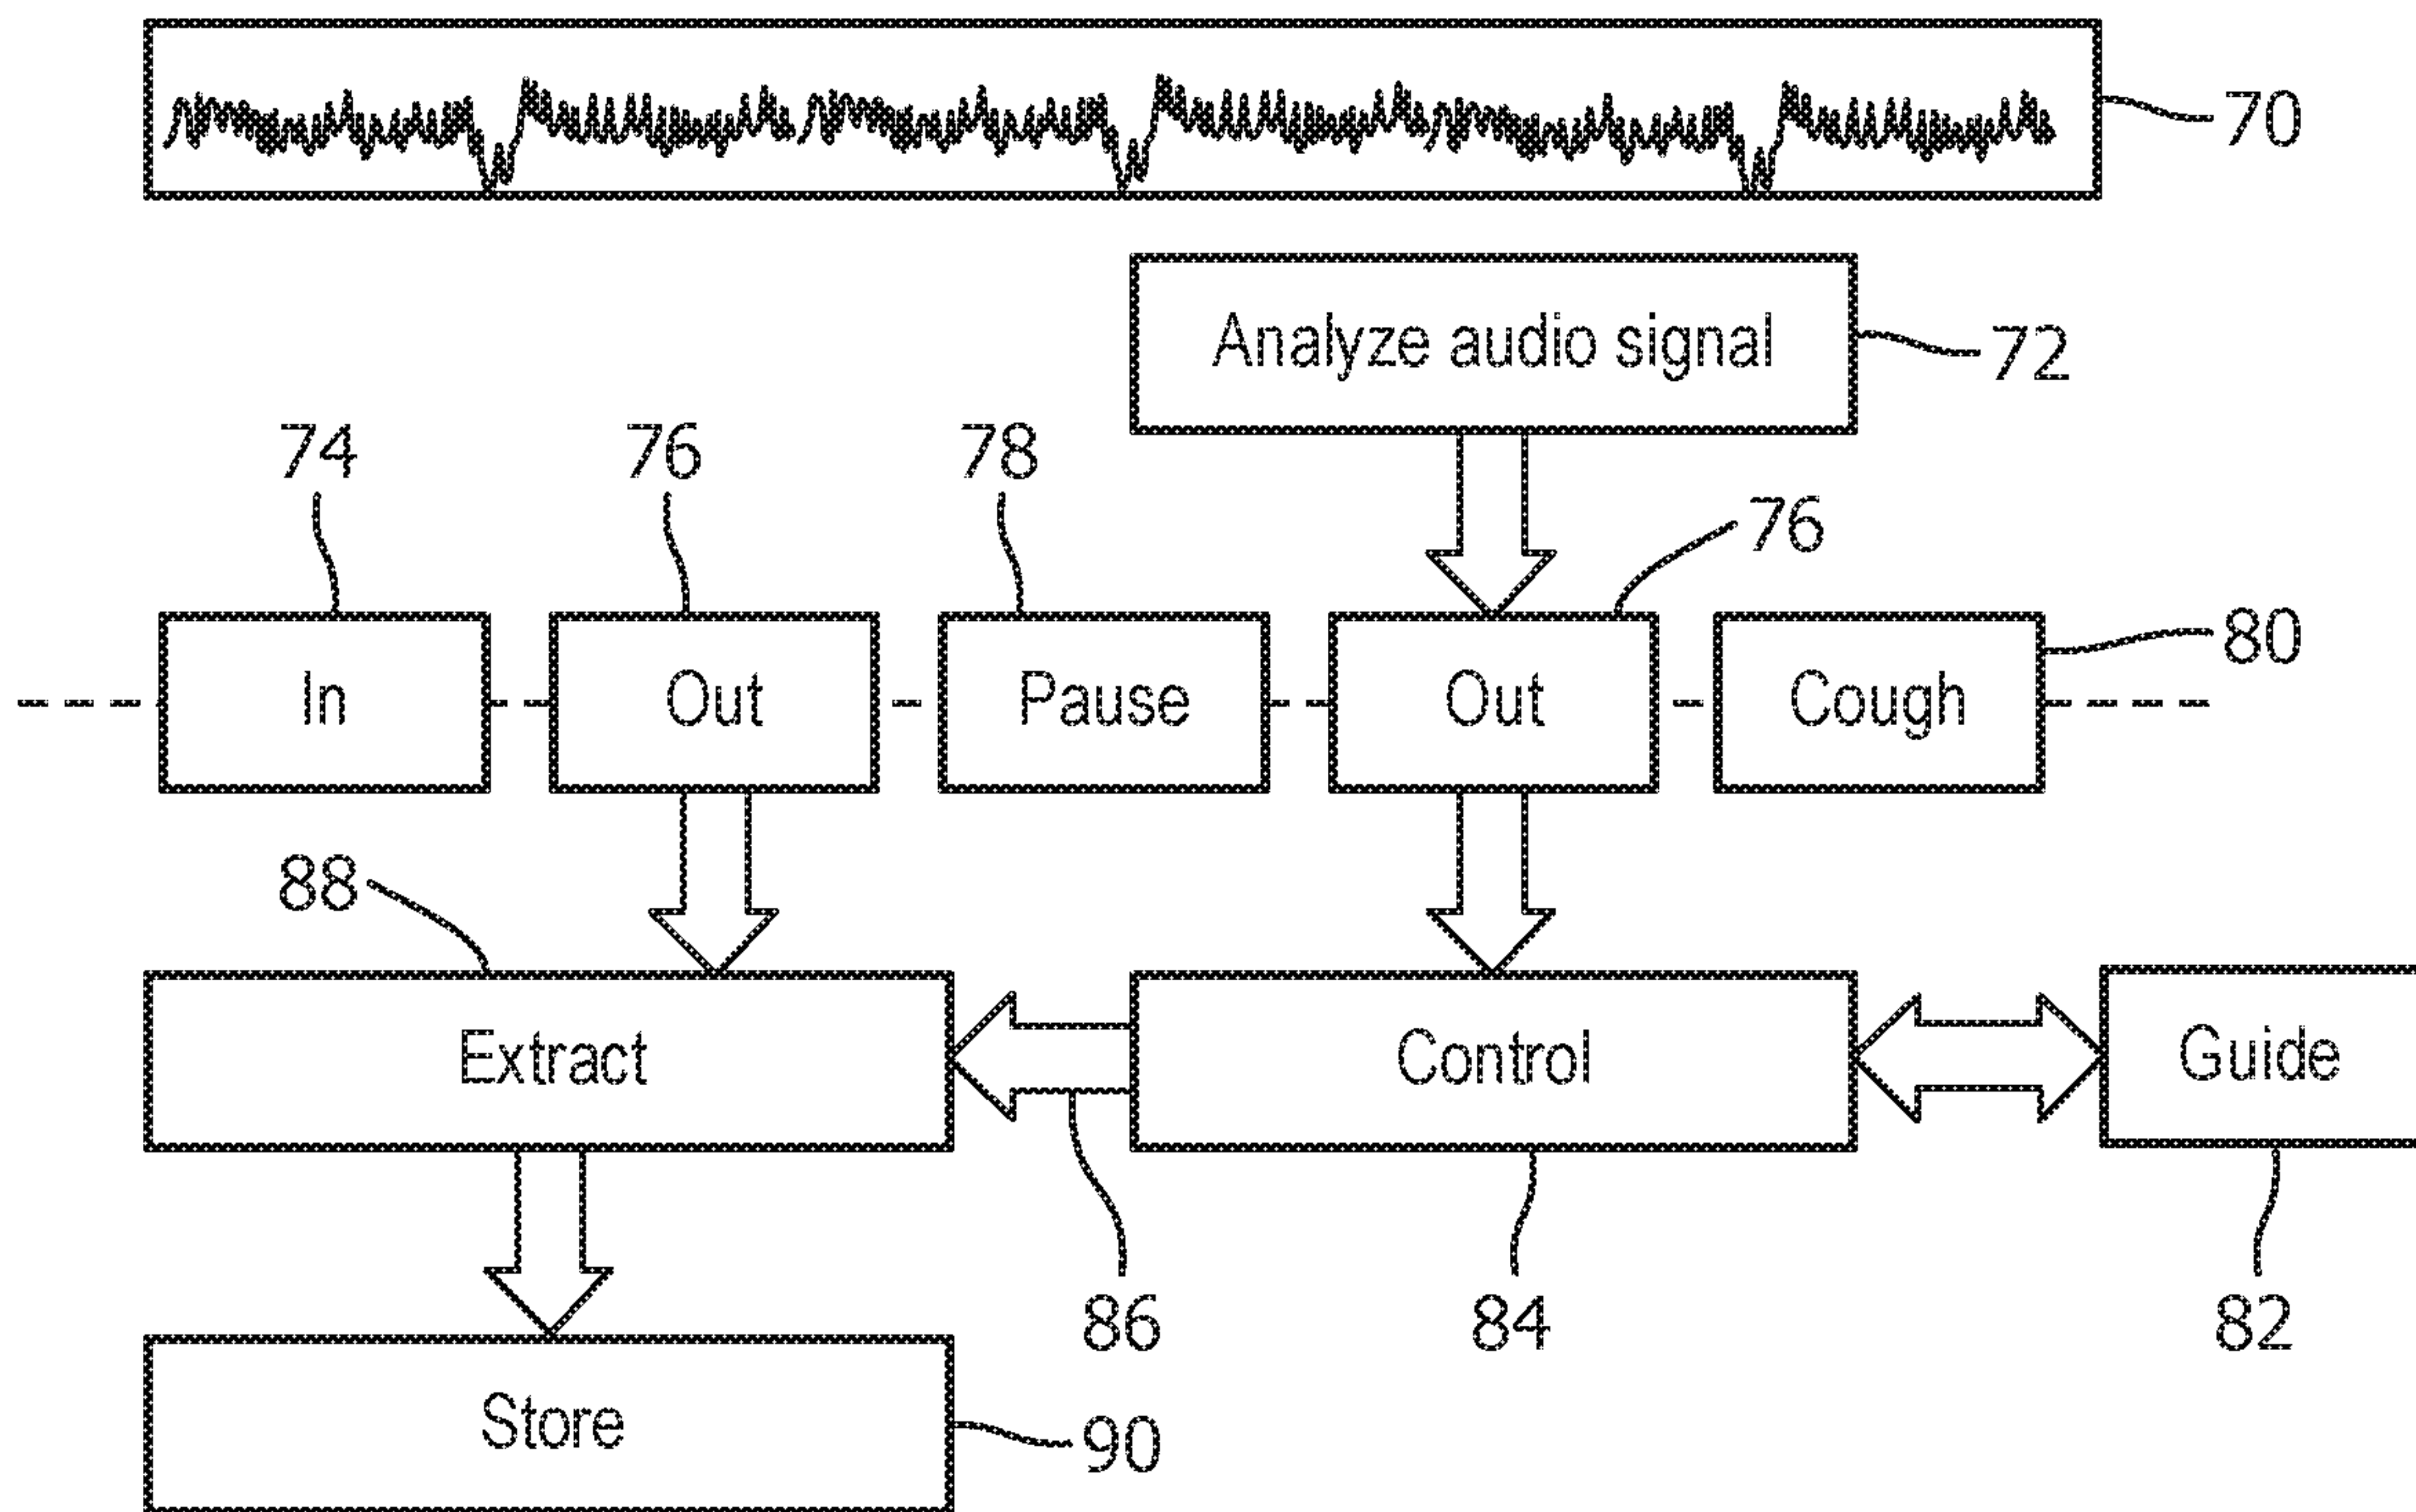 70
Analyze audio signal
72
74
76
78
76
80
In
Out
Pause
Out
Cough
88
Extract
Control
Guide
86
84
82
Store
90